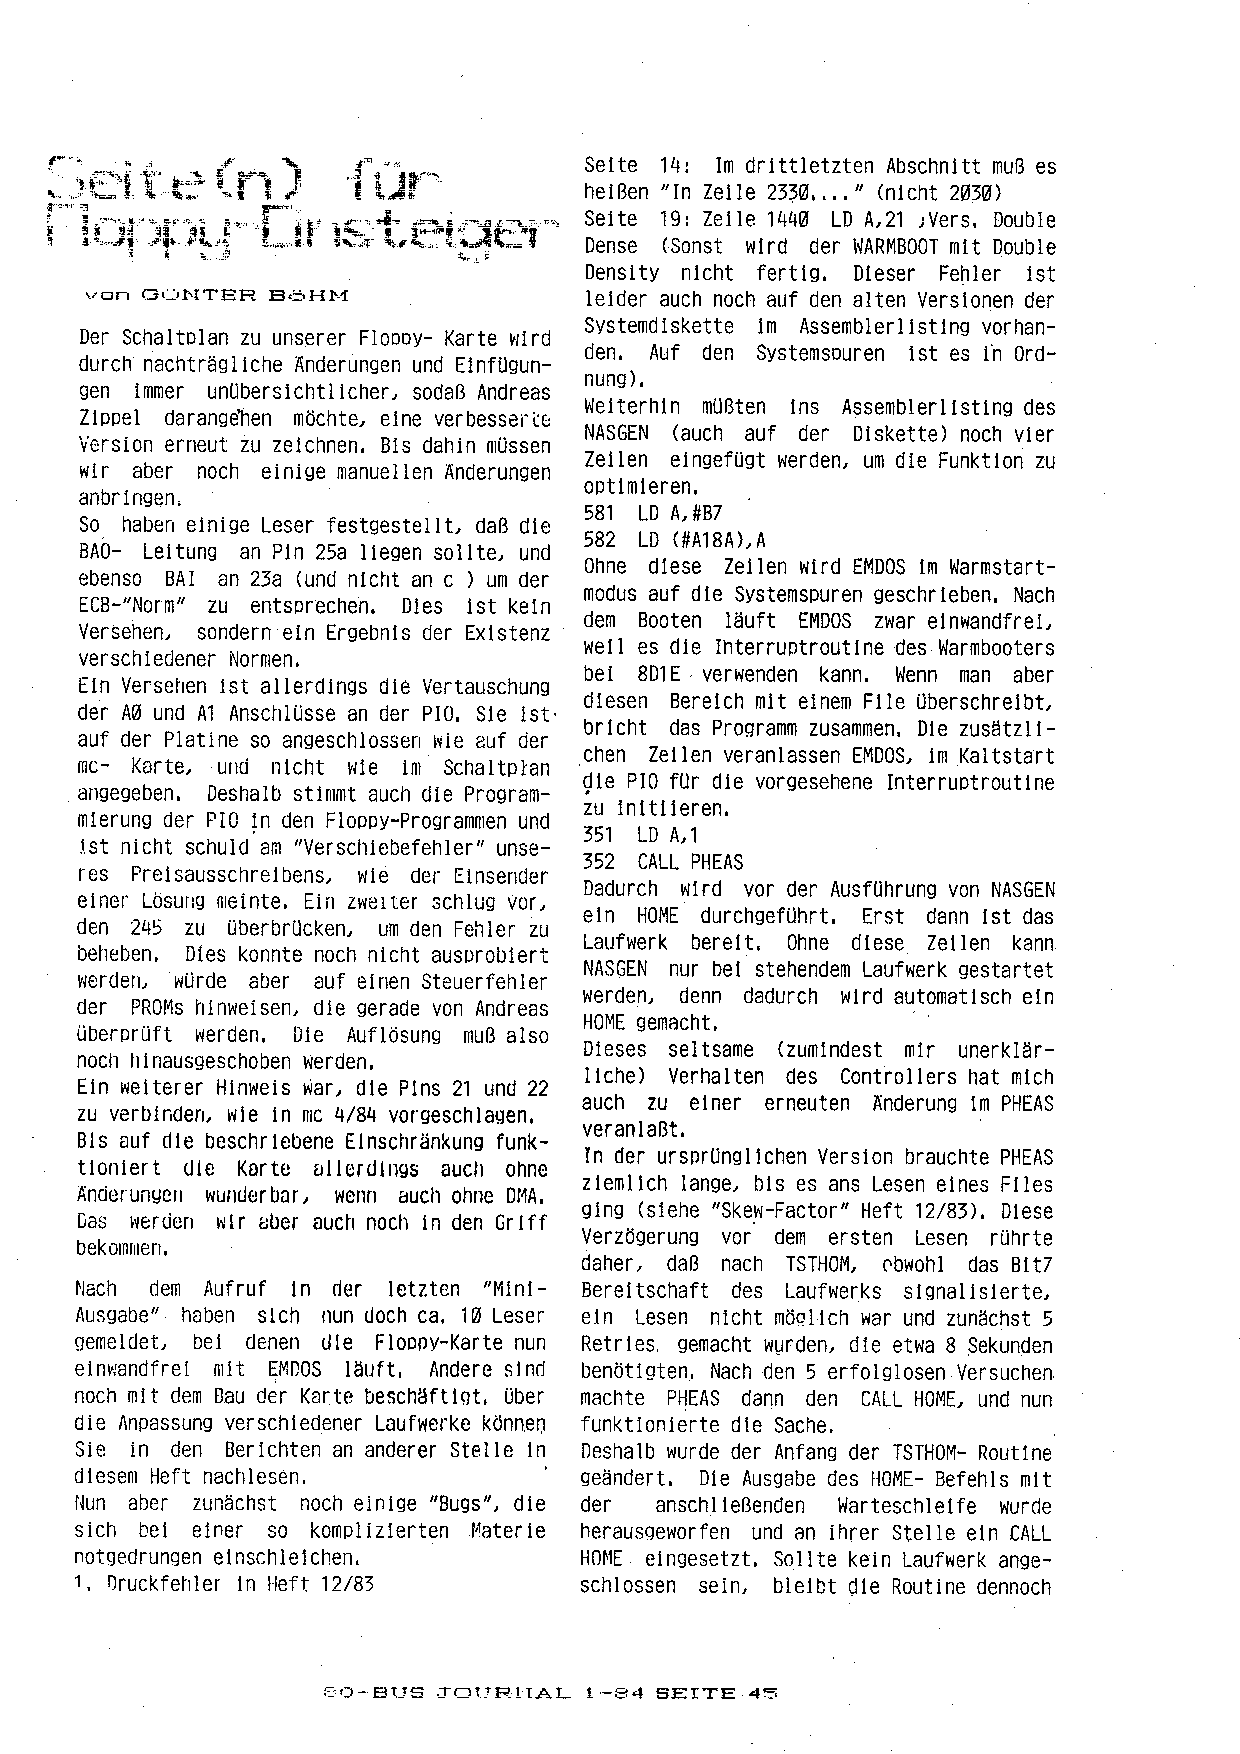 Seite(n) für
Floppy-Einsteiger
von GÜNTER BÖHM
Der Schaltplan zu unserer Floppy- Karte wird
durch nachträgliche Änderungen und Einfügun-
gen immer unübersichtlicher, sodaß Andreas
Zippel darangehen möchte, eine verbesserte
Version erneut zu zeichnen. Bis dahin müssen
wir aber noch einige manuellen Änderungen
anbringen.
So haben einige Leser festgestellt, daß die
BAO- Leitung an Pin 25a liegen sollte, und
ebenso BAI an 23a (und nicht an c ) um der
ECB-"Norm" zu entsprechen. Dies ist kein
Versehen, sondern ein Ergebnis der Existenz
verschiedener Normen.
Ein Versehen ist allerdings die Vertauschung
der A0 und A1 Anschlüsse an der PIO. Sie ist
auf der Platine so angeschlossen wie auf der
mc- Karte, und nicht wie im Schaltplan
angegeben. Deshalb stimmt auch die Program-
mierung der PIO in den Floppy-Programmen und
ist nicht schuld am "Verschiebefehler" unse-
res Preisausschreibens, wie der Einsender
einer Lösung meinte. Ein zweiter schlug vor,
den 245 zu überbrücken, um den Fehler zu
beheben. Dies konnte noch nicht ausprobiert
werden, würde aber auf einen Steuerfehler
der PROMs hinweisen, die gerade von Andreas
überprüft werden. Die Auflösung muß also
noch hinausgeschoben werden.
Ein weiterer Hinweis war, die Pins 21 und 22
zu verbinden, wie in mc 4/84 vorgeschlagen.
Bis auf die beschriebene Einschränkung funk-
tioniert die Karte allerdings auch ohne
Änderungen wunderbar, wenn auch ohne DMA.
Das werden wir aber auch noch in den Griff
bekommen.
Nach dem Aufruf in der letzten "Mini-
Ausgabe" haben sich nun doch ca. 10 Leser
gemeldet, bei denen die Floppy-Karte nun
einwandfrei mit EMDOS läuft. Andere sind
noch mit dem Bau der Karte beschäftigt. Über
die Anpassung verschiedener Laufwerke können
Sie in den Berichten an anderer Stelle in
diesem Heft nachlesen.
Nun aber zunächst noch einige "Bugs", die
sich bei einer so komplizierten Materie
notgedrungen einschleichen.
1. Druckfehler in Heft 12/83
Seite 14: Im drittletzten Abschnitt muß es
heißen "In Zeile 2330.... " (nicht 2030)
Seite 19: Zeile 1440 LD A,21 ;Vers. Double
Dense (Sonst wird der WARMBOOT mit Double
Density nicht fertig. Dieser Fehler ist
leider auch noch auf den alten Versionen der
Systemdiskette im Assemblerlisting vorhan-
den. Auf den Systemspuren ist es in Ord-
nung).
Weiterhin müßten ins Assemblerlisting des
NASGEN (auch auf der Diskette) noch vier
Zeilen eingefügt werden, um die Funktion zu
optimieren.
581 LD A,#B7
582 LD (#A18A),A
Ohne diese Zeilen wird EMDOS im Warmstart-
modus auf die Systemspuren geschrieben. Nach
dem Booten läuft EMDOS zwar einwandfrei,
weil es die Interruptroutine des Warmbooters
bei 8D1E verwenden kann. Wenn man aber
diesen Bereich mit einem File überschreibt,
bricht das Programm zusammen. Die zusätzli-
chen Zeilen veranlassen EMDOS, im Kaltstart
die PIO für die vorgesehene Interruptroutine
zu initiieren.
351 LD A,1
352 CALL PHEAS
Dadurch wird vor der Ausführung von NASGEN
ein HOME durchgeführt. Erst dann ist das
Laufwerk bereit. Ohne diese Zeilen kann
NASGEN nur bei stehendem Laufwerk gestartet
werden, denn dadurch wird automatisch ein
HOME gemacht.
Dieses seltsame (zumindest mir unerklär-
liche) Verhalten des Controllers hat mich
auch zu einer erneuten Änderung im PHEAS
veranlaßt.
In der ursprünglichen Version brauchte PHEAS
ziemlich lange, bis es ans Lesen eines Files
ging (siehe "Skew-Factor" Heft 12/83). Diese
Verzögerung vor dem ersten Lesen rührte
daher, daß nach TSTHOM, obwohl das Bit7
Bereitschaft des Laufwerks signalisierte,
ein Lesen nicht möglich war und zunächst 5
Retries gemacht wurden, die etwa 8 Sekunden
benötigten. Nach den 5 erfolglosen Versuchen
machte PHEAS dann den CALL HOME, und nun
funktionierte die Sache.
Deshalb wurde der Anfang der TSTHOM- Routine
geändert. Die Ausgabe des HOME- Befehls mit
der anschließenden Warteschleife wurde
herausgeworfen und an ihrer Stelle ein CALL
HOME eingesetzt. Sollte kein Laufwerk ange-
schlossen sein, bleibt die Routine dennoch
80-BUS JOURNAL 1-84 SEITE 45